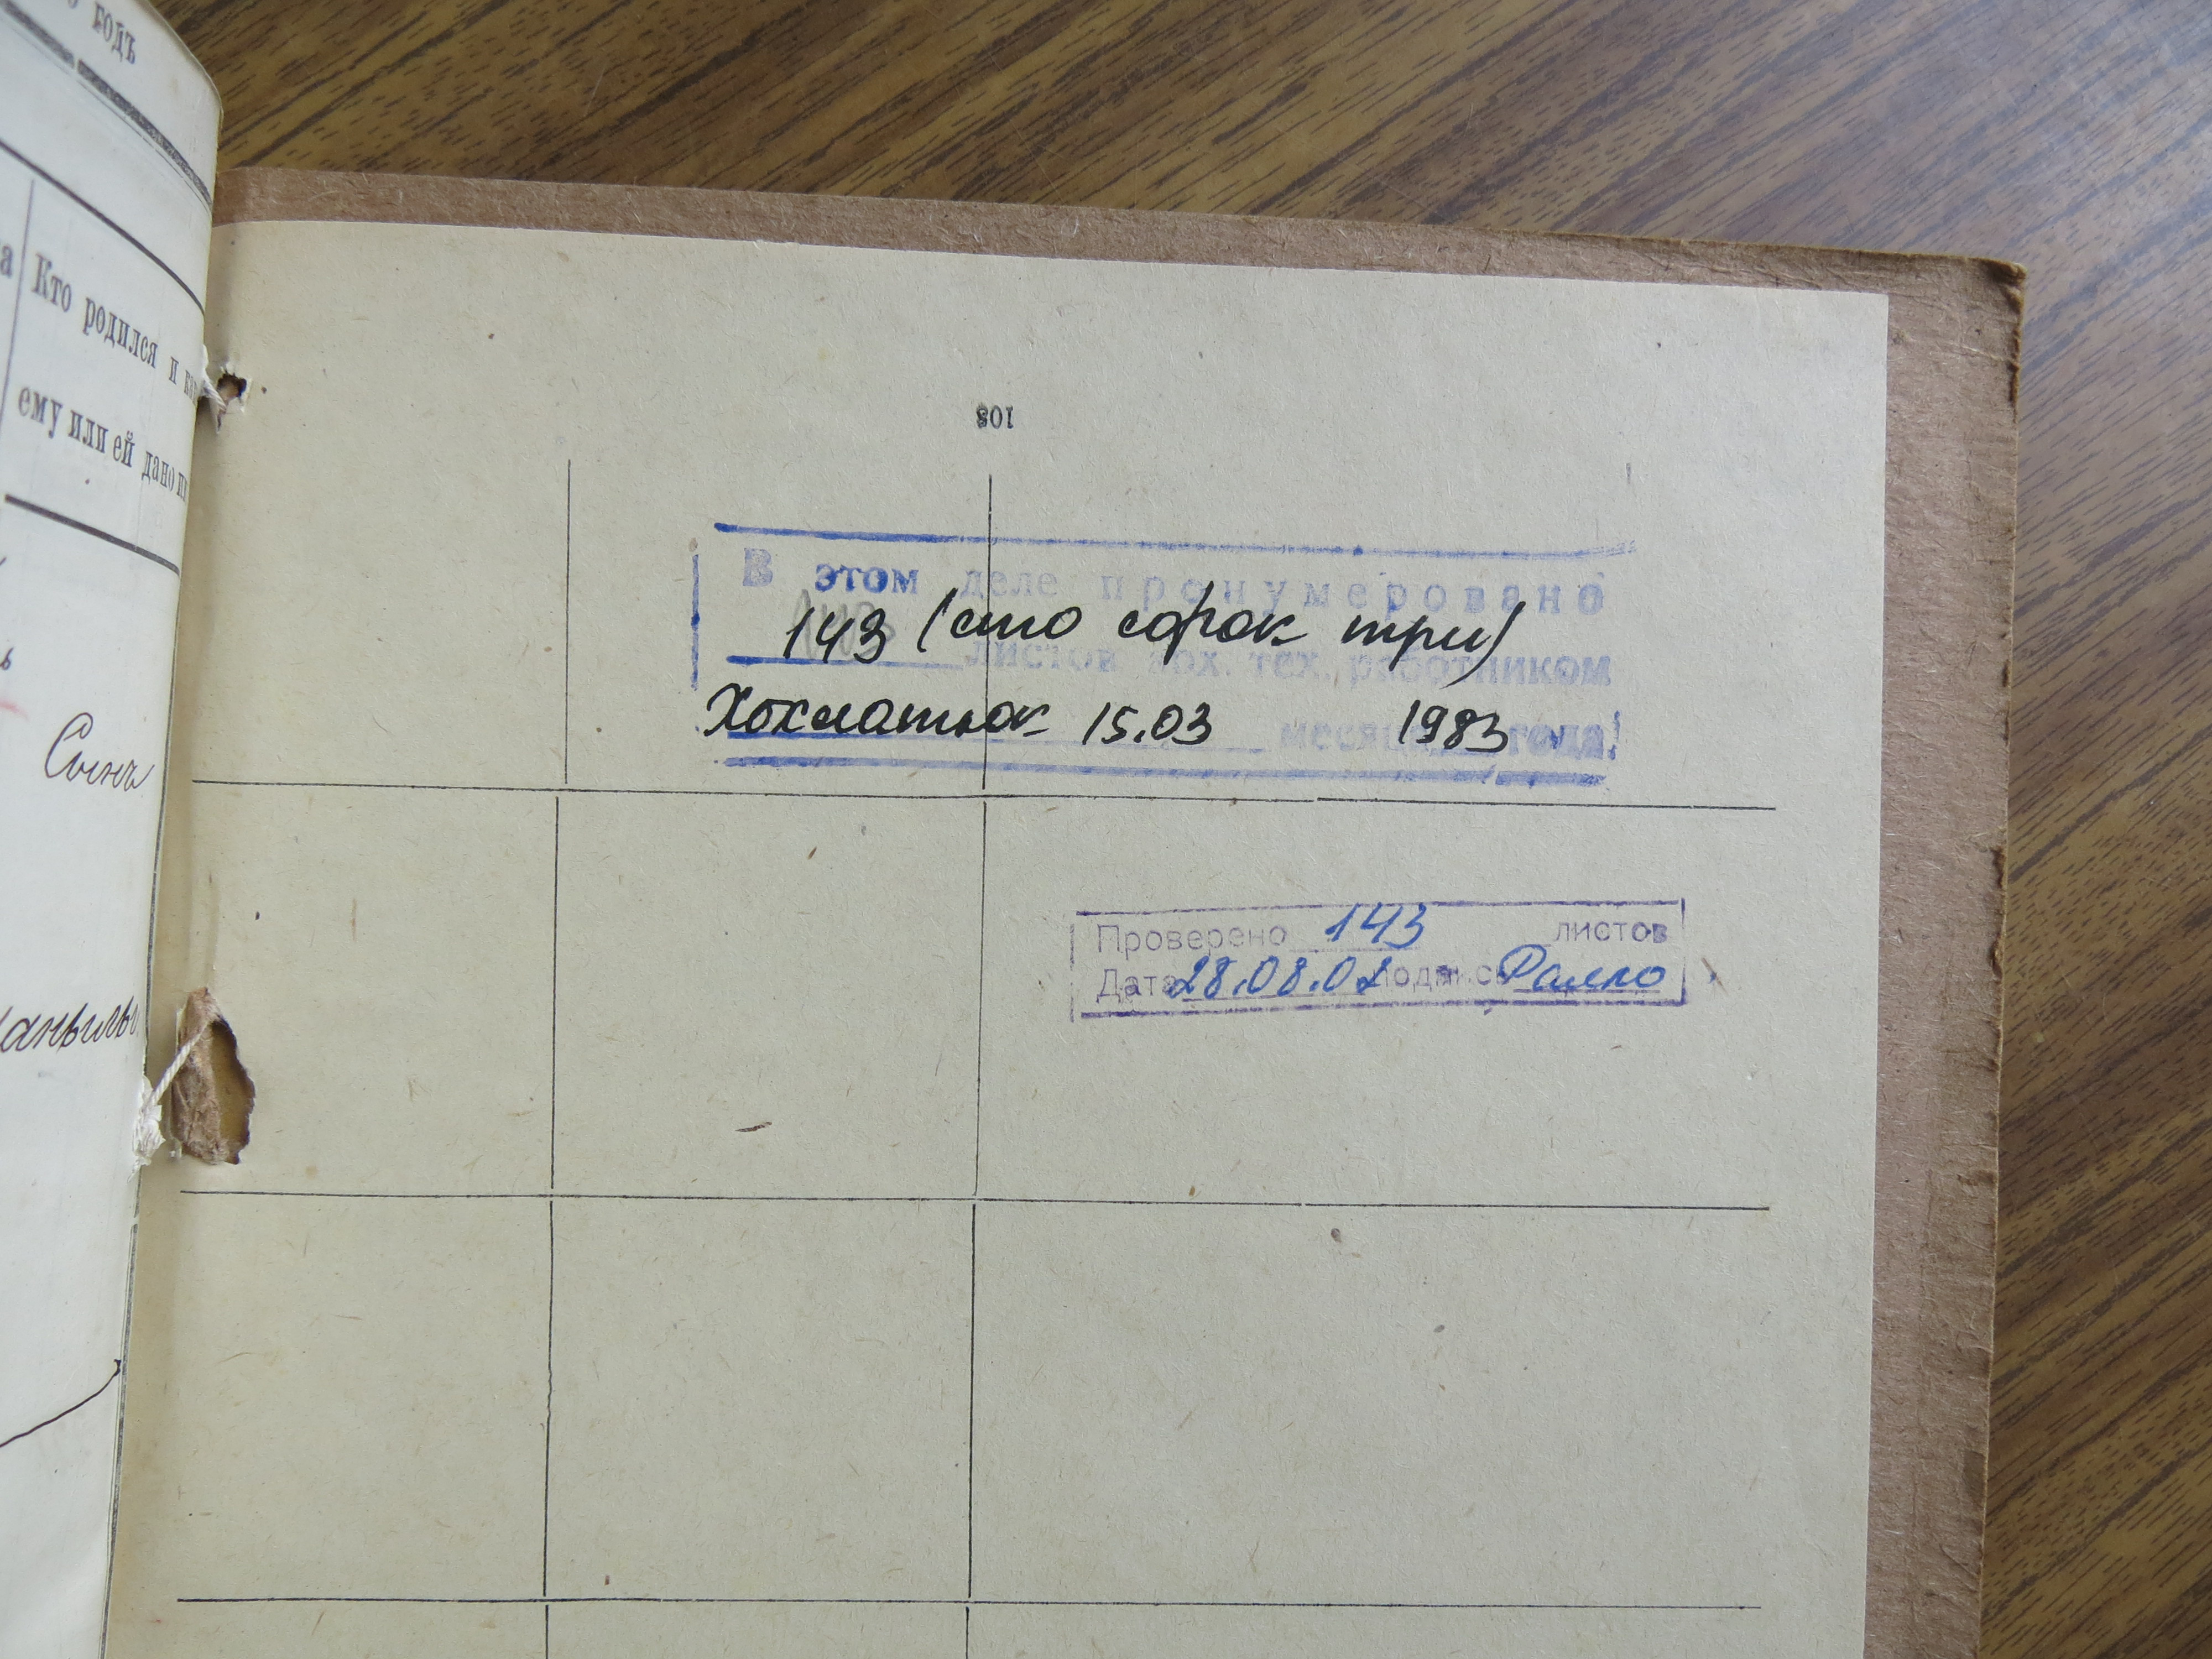 годъ
Кто родился и
ему или ей дано
Сынъ
108
В этом деле пронумеровано
143 (сто сорок три)
листов арх. тех. работником
Хохматюк 15.03 месяца 1983 года!
Проверено 143 листов
Дата 28.08.02 Подпись